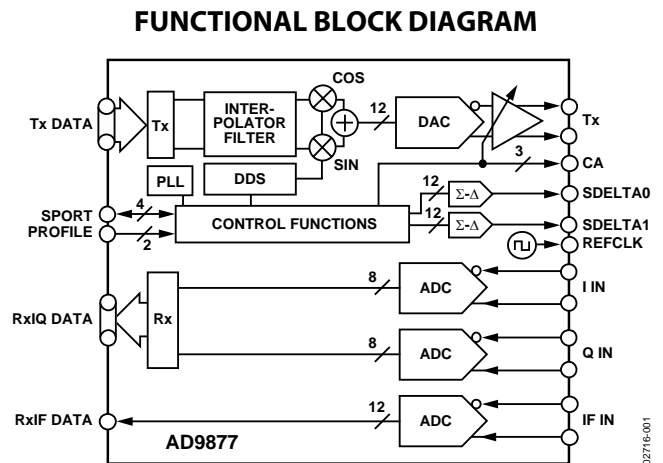 FUNCTIONAL BLOCK DIAGRAM
COS
Tx DATA
Tx
INTER-
POLATOR
FILTER
12
DAC
Tx
SIN
3
CA
PLL
DDS
12
Σ-Δ
SDELTA0
SPORT
4
CONTROL FUNCTIONS
12
Σ-Δ
SDELTA1
PROFILE
2
REFCLK
8
ADC
I IN
RxIQ DATA
Rx
8
ADC
Q IN
RxIF DATA
12
ADC
IF IN
AD9877
02716-001